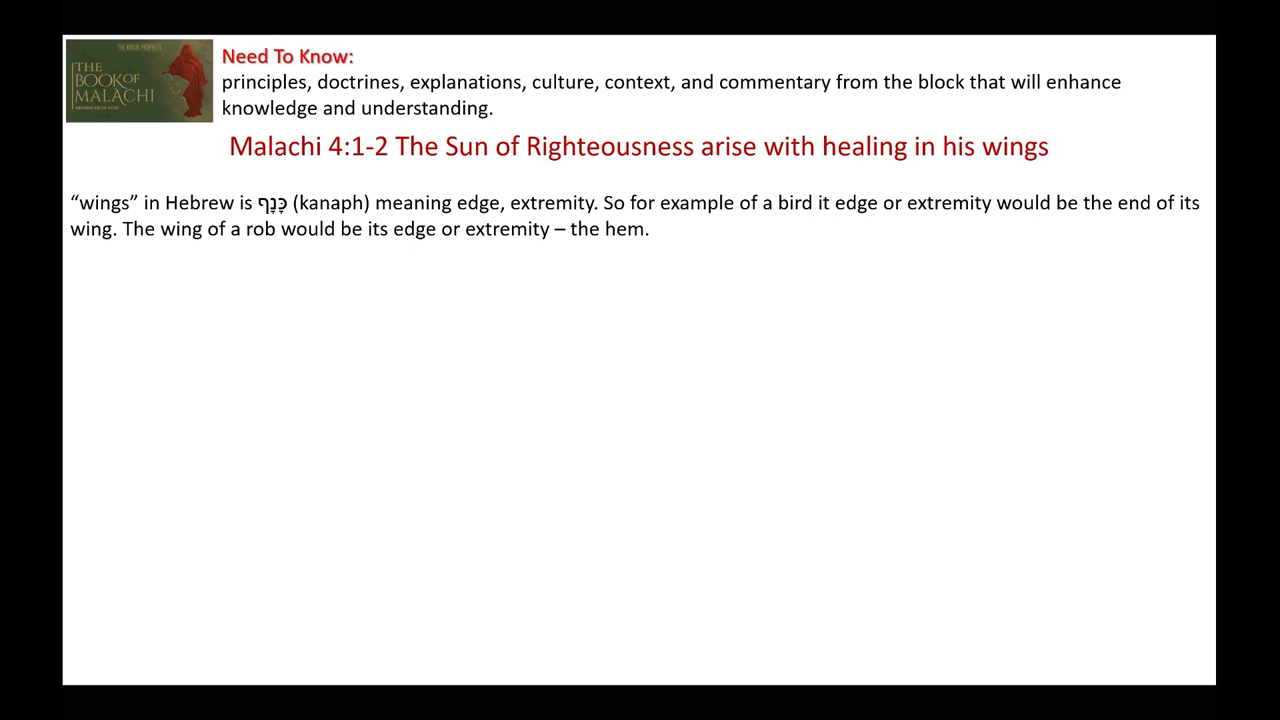 THE MINOR PROPHETS
THE
BOOK OF
MALACHI
MESSENGER OF GOD
Need To Know:
principles, doctrines, explanations, culture, context, and commentary from the block that will enhance
knowledge and understanding.
Malachi 4:1-2 The Sun of Righteousness arise with healing in his wings
“wings” in Hebrew is כָּנָף (kanaph) meaning edge, extremity. So for example of a bird it edge or extremity would be the end of its
wing. The wing of a rob would be its edge or extremity – the hem.